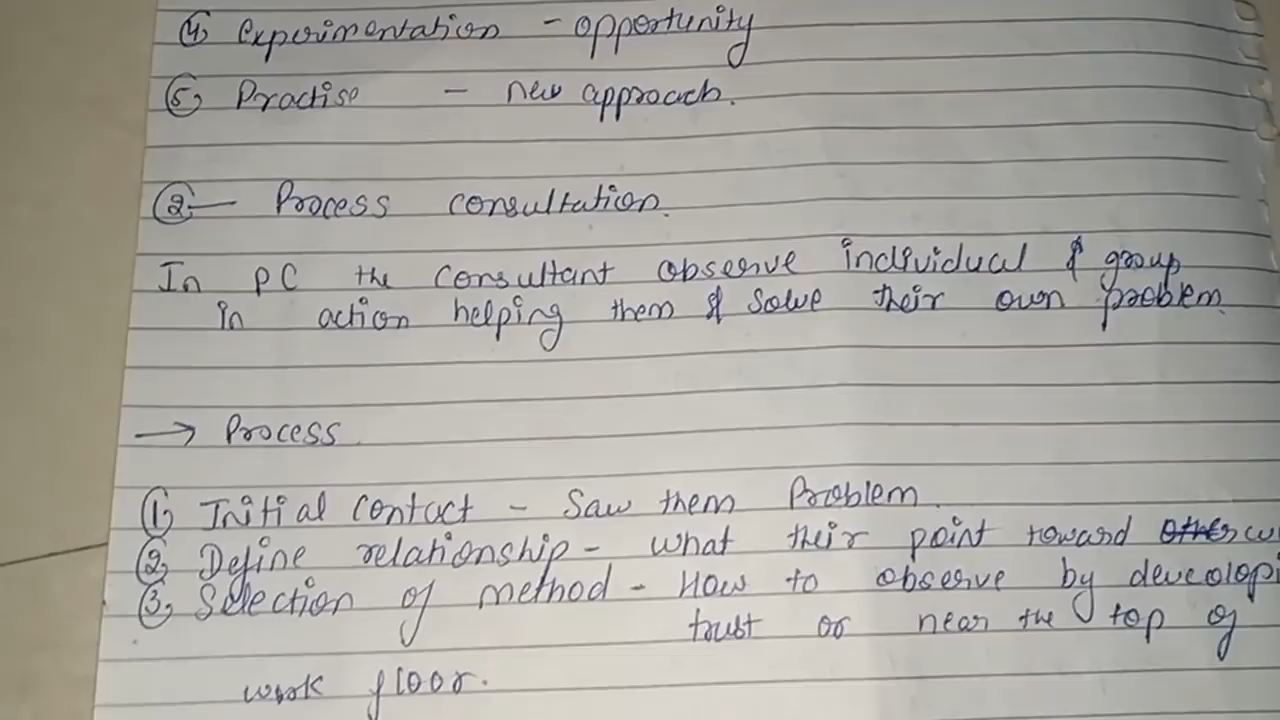 ④ experimentation - opportunity
⑤ Practise - new approach.
②— Process consultation.
In PC the consultant observe individual & group
in action helping them & solve their own problem.
→ Process.
① Initial contact - Saw them Problem.
② Define relationship - what their point toward
③ Selection of method - How to observe by
trust or near the top of
work floor.